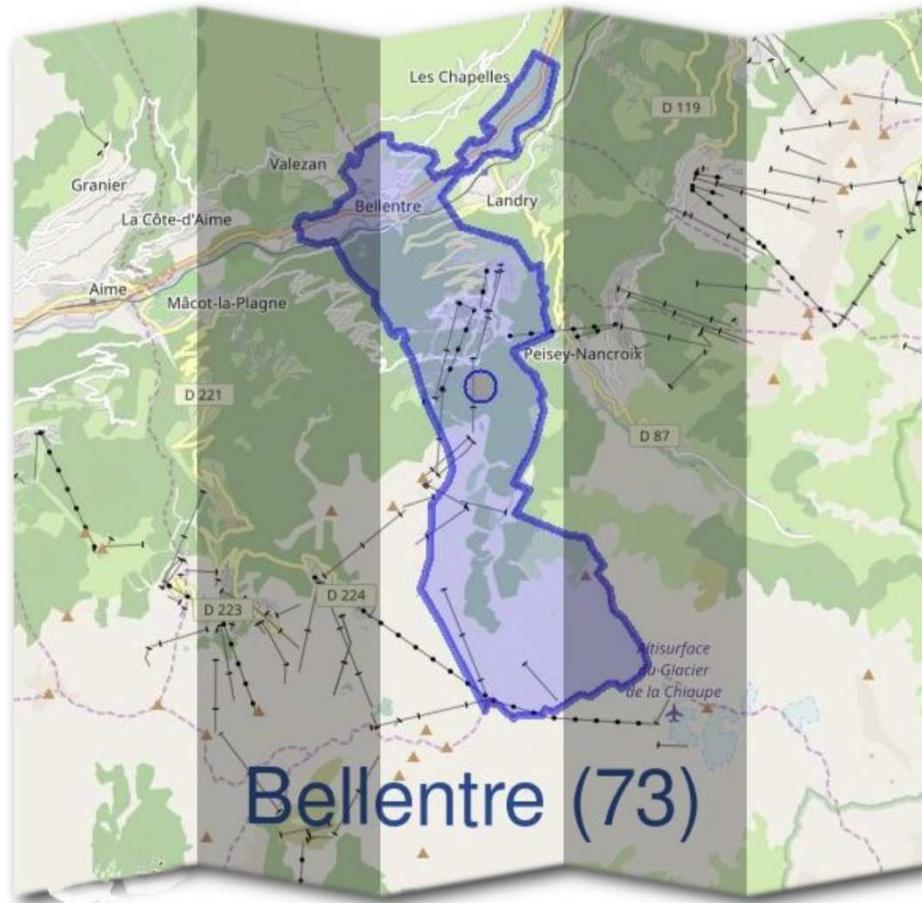 Les Chapelles
D 119
Valezan
Granier
Bellentre
Landry
La Côte-d'Aime
Aime
Mâcot-la-Plagne
Peisey-Nancroix
D 221
D 87
D 223
D 224
Altisurface
du Glacier
de la Chiaupe
Bellentre (73)